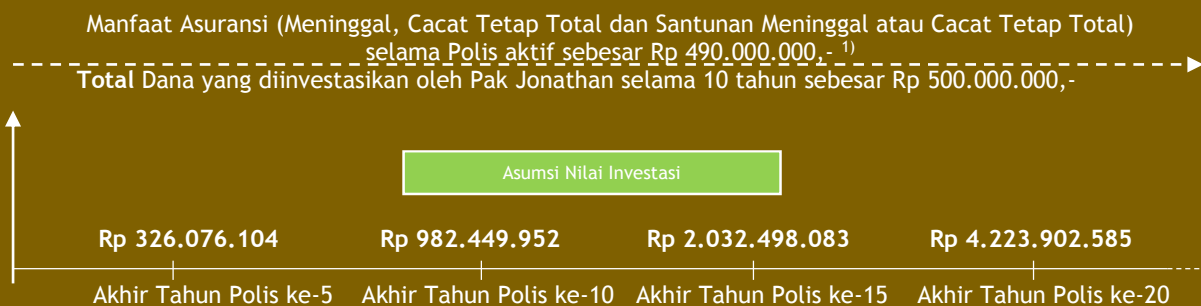 Manfaat Asuransi (Meninggal, Cacat Tetap Total dan Santunan Meninggal atau Cacat Tetap Total)
selama Polis aktif sebesar Rp 490.000.000,- 1)
Total Dana yang diinvestasikan oleh Pak Jonathan selama 10 tahun sebesar Rp 500.000.000,-
Asumsi Nilai Investasi
Rp 326.076.104 Rp 982.449.952 Rp 2.032.498.083 Rp 4.223.902.585
Akhir Tahun Polis ke-5 Akhir Tahun Polis ke-10 Akhir Tahun Polis ke-15 Akhir Tahun Polis ke-20